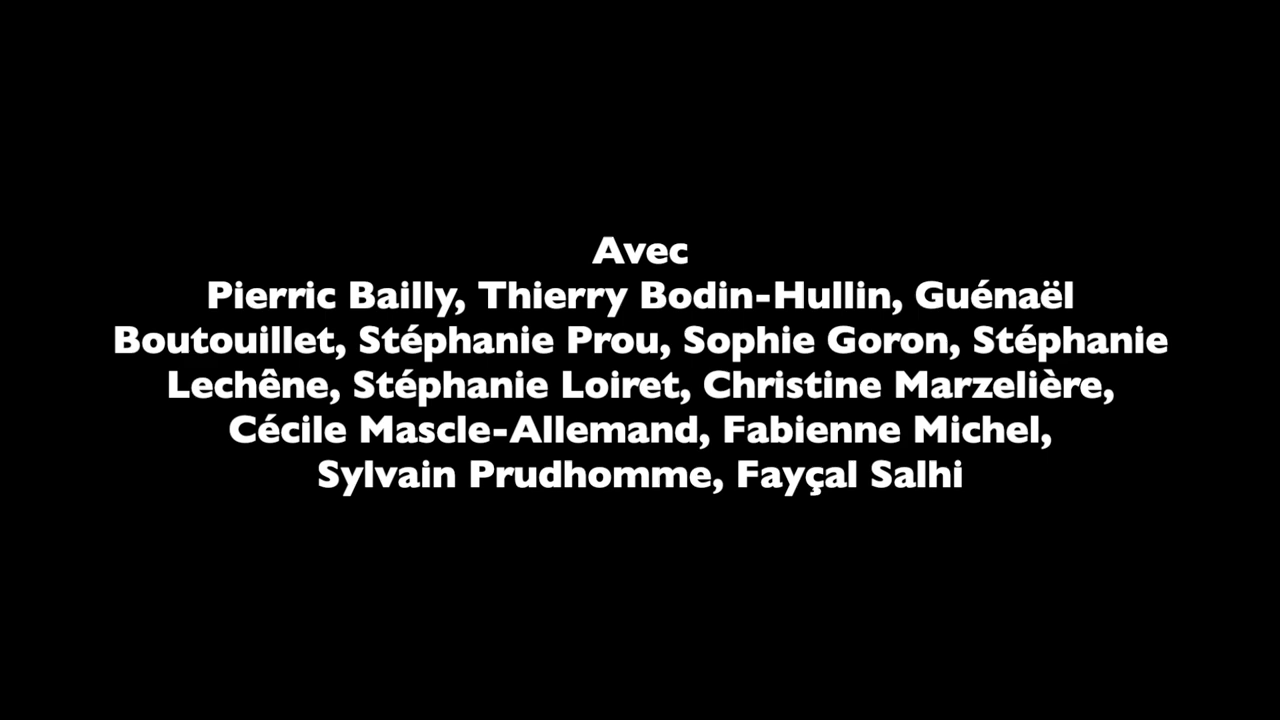 Avec
Pierric Bailly, Thierry Bodin-Hullin, Guénaël
Boutouillet, Stéphanie Prou, Sophie Goron, Stéphanie
Lechêne, Stéphanie Loiret, Christine Marzelière,
Cécile Mascle-Allemand, Fabienne Michel,
Sylvain Prudhomme, Fayçal Salhi